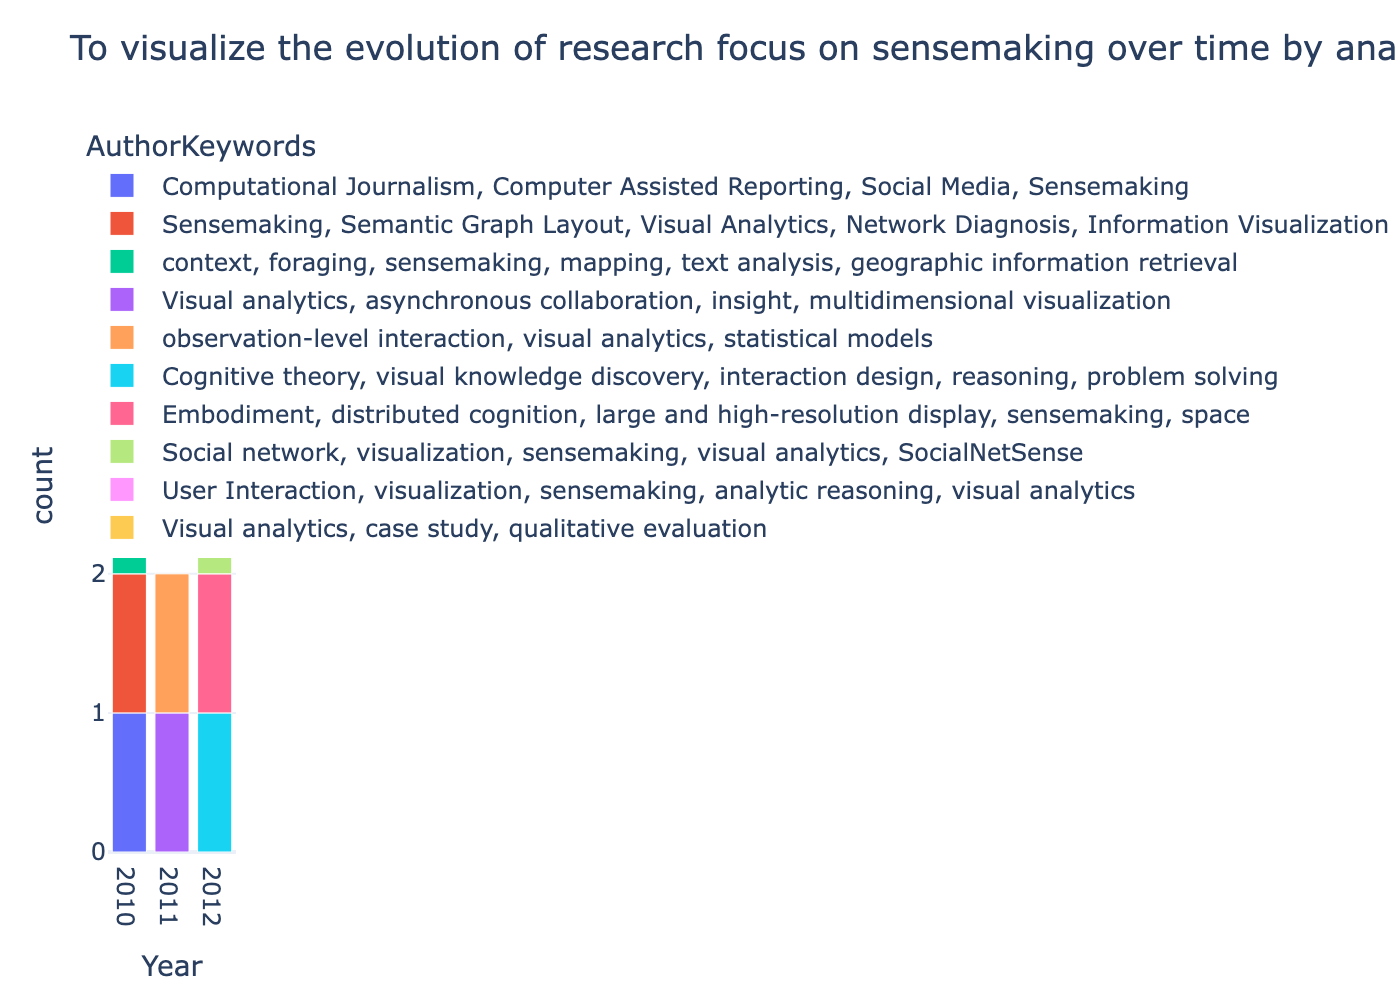 To visualize the evolution of research focus on sensemaking over time by ana
AuthorKeywords
Computational Journalism, Computer Assisted Reporting, Social Media, Sensemaking
Sensemaking, Semantic Graph Layout, Visual Analytics, Network Diagnosis, Information Visualization
context, foraging, sensemaking, mapping, text analysis, geographic information retrieval
Visual analytics, asynchronous collaboration, insight, multidimensional visualization
observation-level interaction, visual analytics, statistical models
Cognitive theory, visual knowledge discovery, interaction design, reasoning, problem solving
Embodiment, distributed cognition, large and high-resolution display, sensemaking, space
Social network, visualization, sensemaking, visual analytics, SocialNetSense
User Interaction, visualization, sensemaking, analytic reasoning, visual analytics
Visual analytics, case study, qualitative evaluation
count
2
1
0
2010
2011
2012
Year